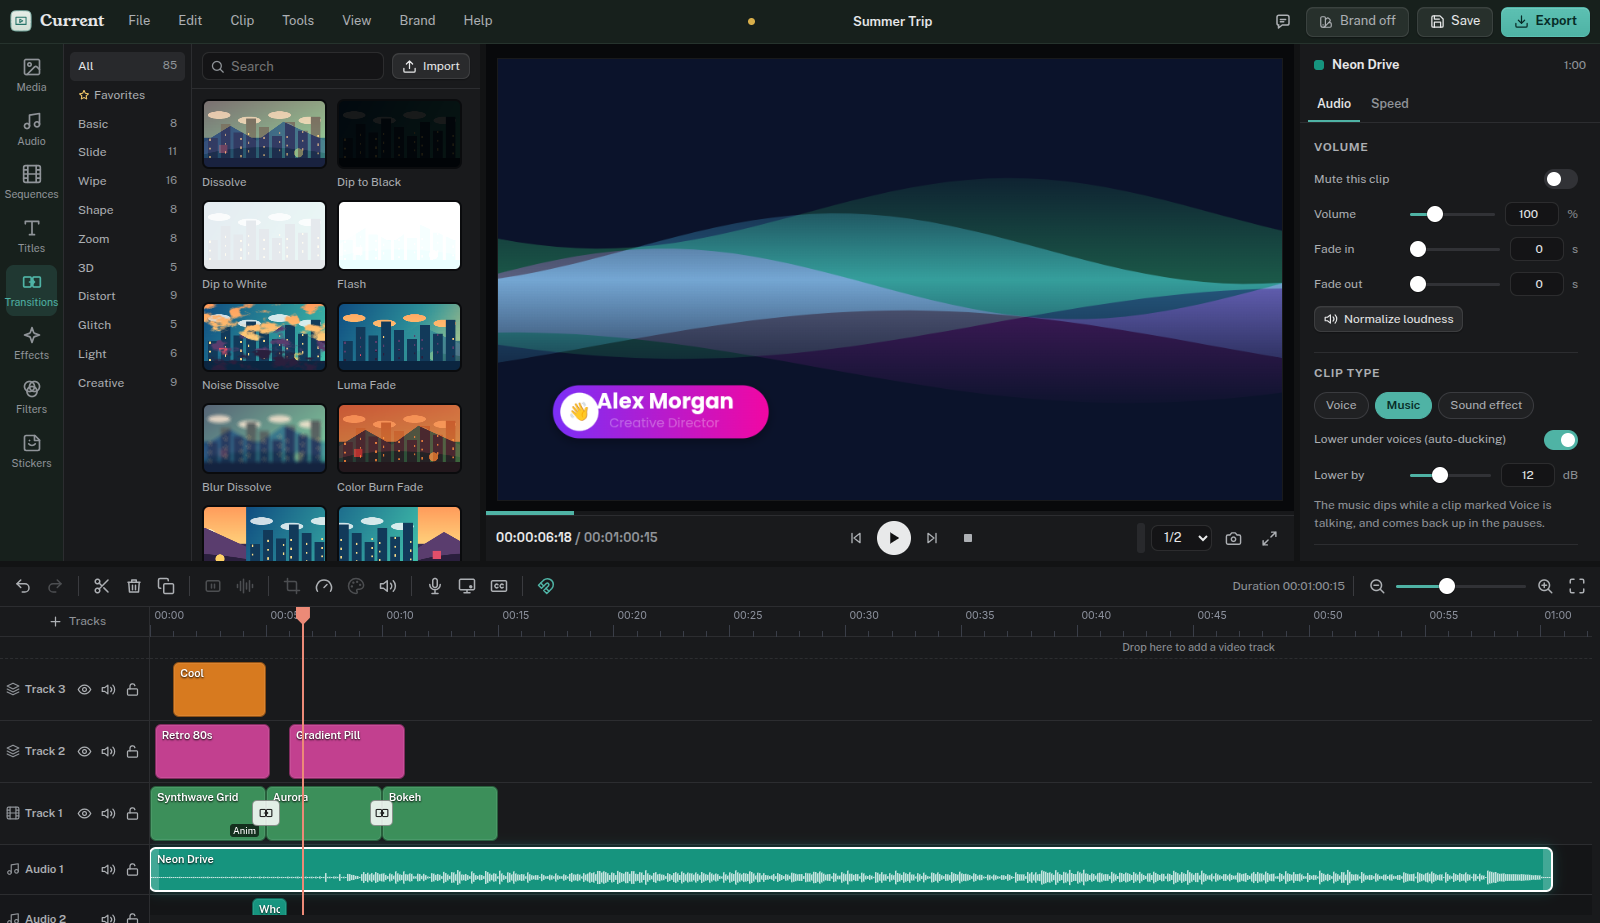 Current File Edit Clip Tools View Brand Help Summer Trip Brand off Save Export
Media
Audio
Sequences
Titles
Transitions
Effects
Filters
Stickers
All 85
Favorites
Basic 8
Slide 11
Wipe 16
Shape 8
Zoom 8
3D 5
Distort 9
Glitch 5
Light 6
Creative 9
Search Import
Dissolve Dip to Black
Dip to White Flash
Noise Dissolve Luma Fade
Blur Dissolve Color Burn Fade
Alex Morgan
Creative Director
00:00:06:18 / 00:01:00:15 1/2
Neon Drive 1:00
Audio Speed
VOLUME
Mute this clip
Volume 100 %
Fade in 0 s
Fade out 0 s
Normalize loudness
CLIP TYPE
Voice Music Sound effect
Lower under voices (auto-ducking)
Lower by 12 dB
The music dips while a clip marked Voice is
talking, and comes back up in the pauses.
CC Duration 00:01:00:15
Tracks 00:00 00:0 00:10 00:15 00:20 00:25 00:30 00:35 00:40 00:45 00:50 00:55 01:00
Drop here to add a video track
Track 3 Cool
Track 2 Retro 80s Gradient Pill
Track 1 Synthwave Grid Aurora Bokeh
Anim
Audio 1 Neon Drive
Audio 2